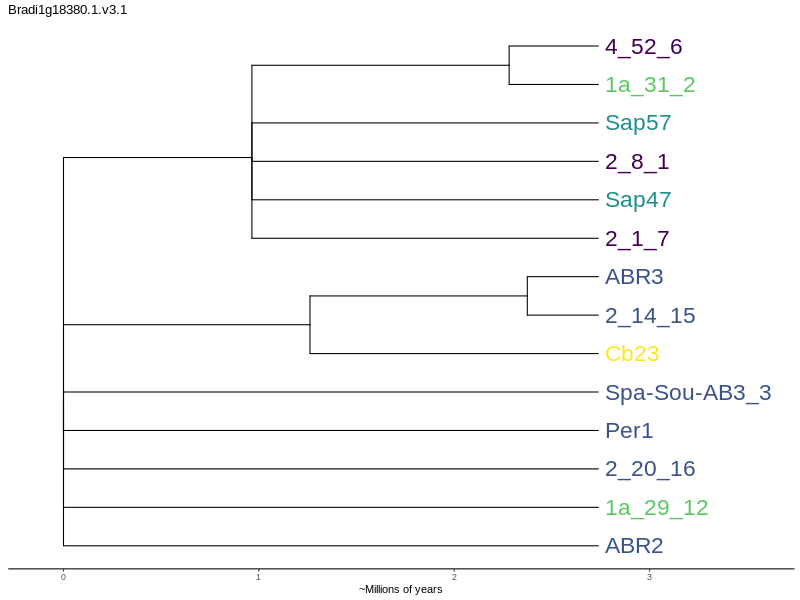 Bradi1g18380.1.v3.1
4_52_6
1a_31_2
Sap57
2_8_1
Sap47
2_1_7
ABR3
2_14_15
Cb23
Spa-Sou-AB3_3
Per1
2_20_16
1a_29_12
ABR2
0 1 2 3
~Millions of years